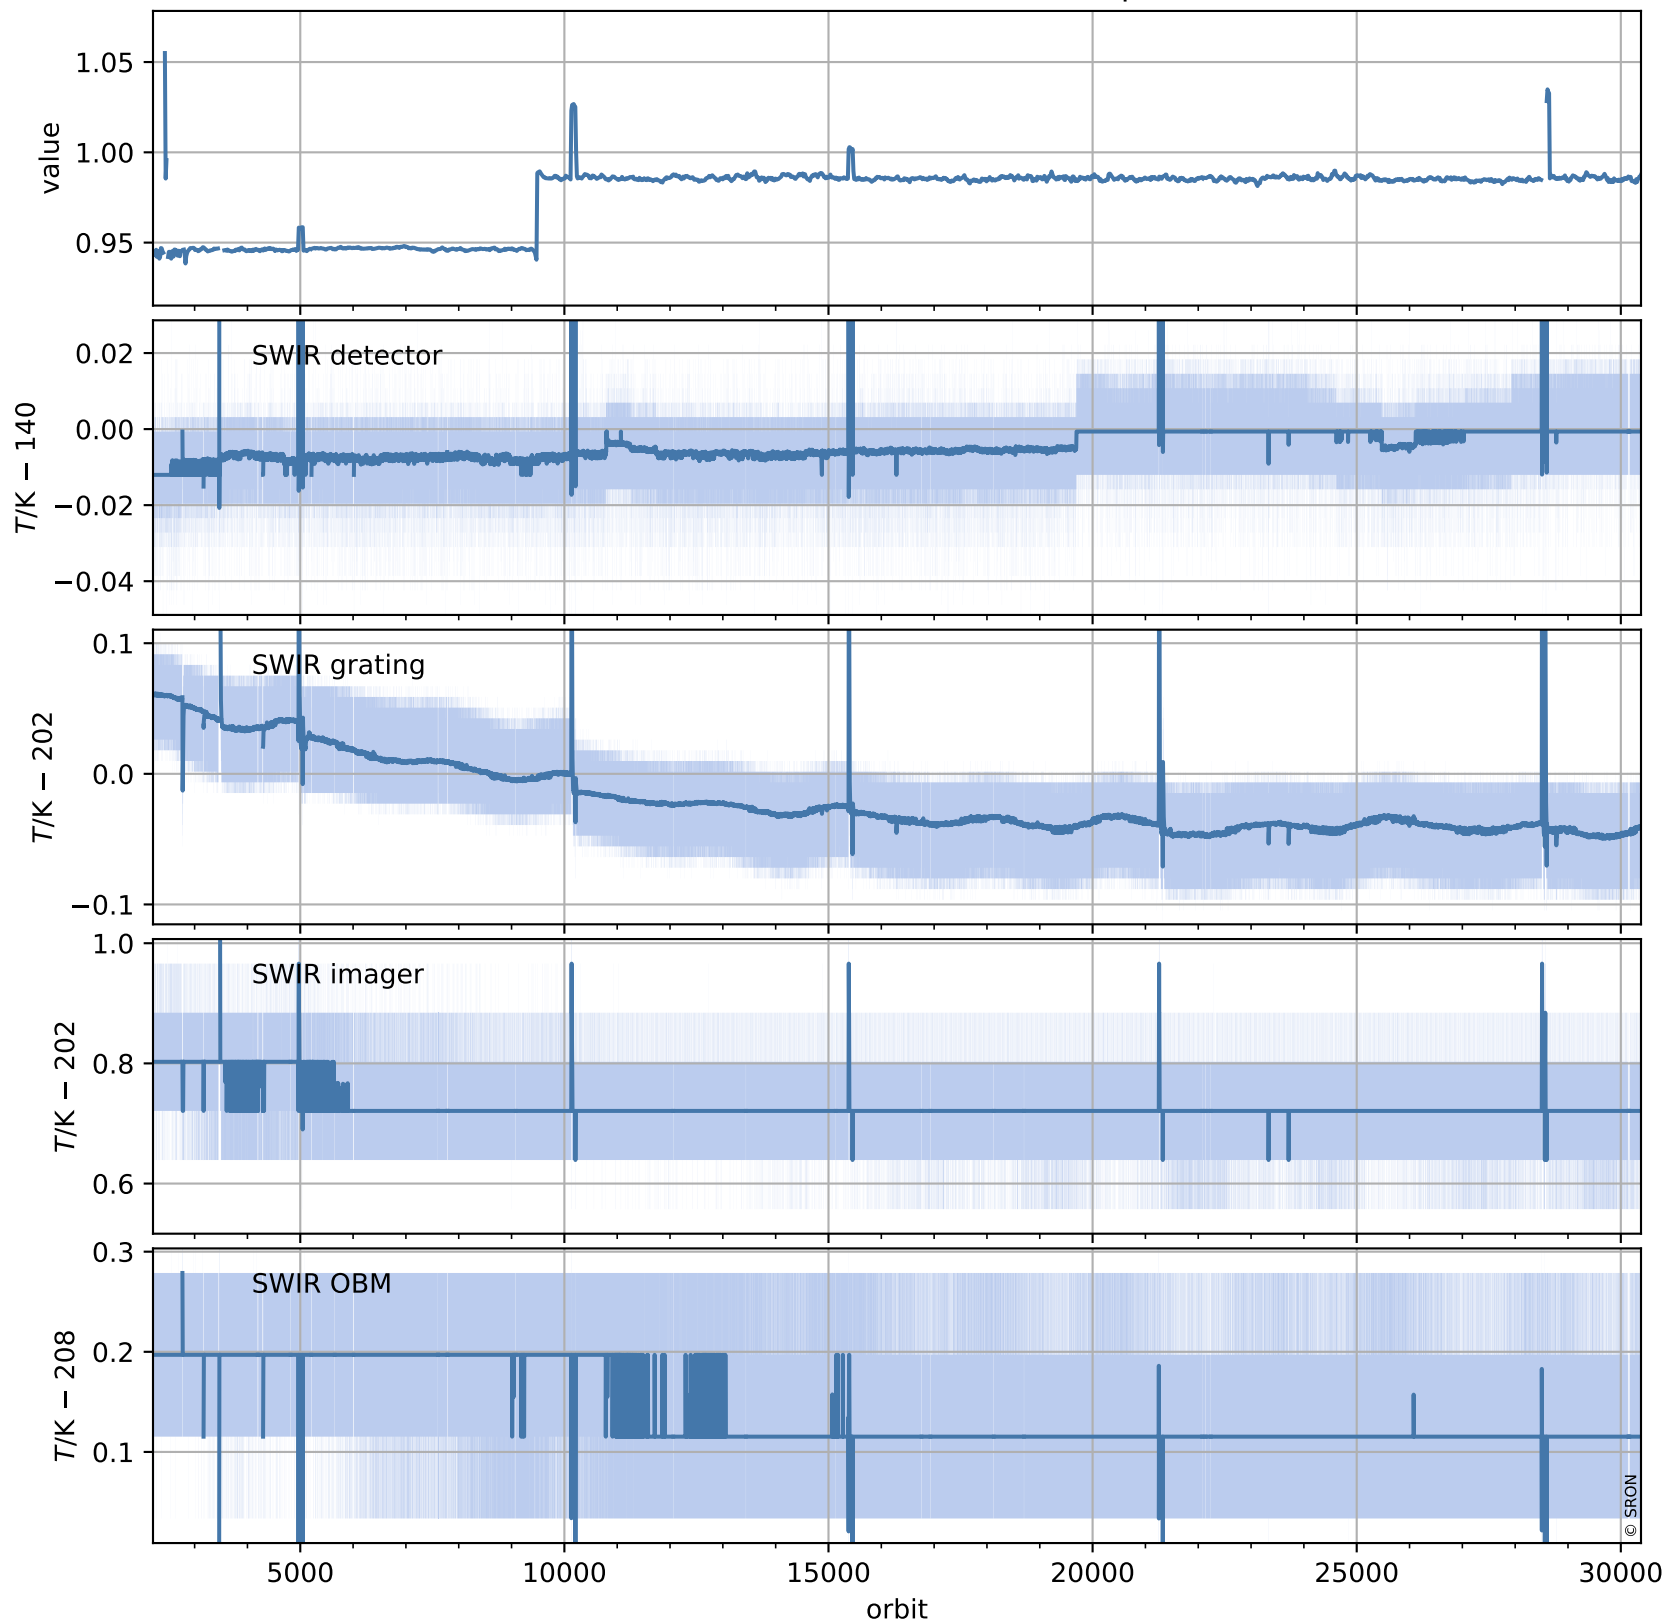 1.05
1.00
0.95
value
0.02
0.00
−0.02
−0.04
T/K − 140
SWIR detector
0.1
0.0
−0.1
T/K − 202
SWIR grating
1.0
0.8
0.6
T/K − 202
SWIR imager
0.3
0.2
0.1
T/K − 208
SWIR OBM
© SRON
5000 10000 15000 20000 25000 30000
orbit